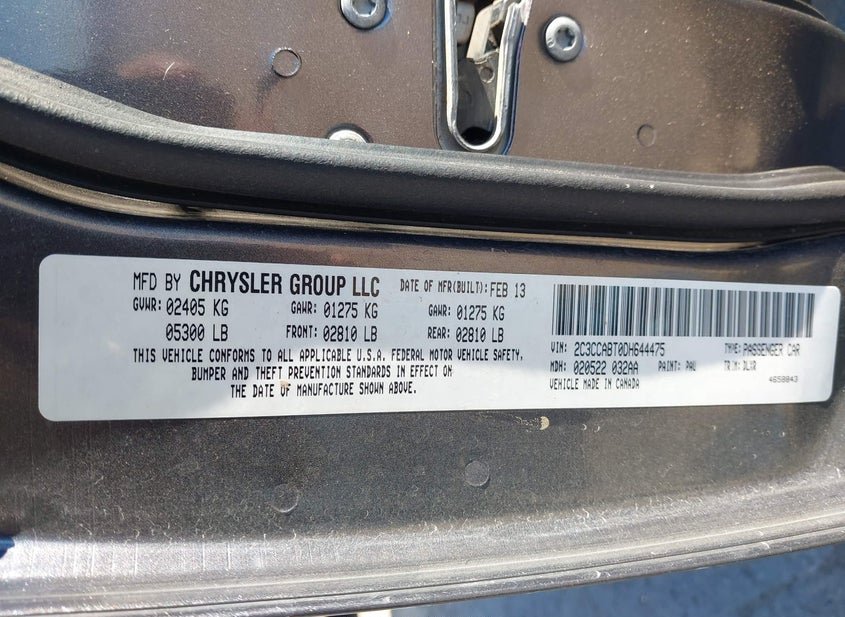 MFD BY CHRYSLER GROUP LLC DATE OF MFR(BUILT): FEB 13
GVWR: 02405 KG GAWR: 01275 KG GAWR: 01275 KG
05300 LB FRONT: 02810 LB REAR: 02810 LB
THIS VEHICLE CONFORMS TO ALL APPLICABLE U.S.A. FEDERAL MOTOR VEHICLE SAFETY,
BUMPER AND THEFT PREVENTION STANDARDS IN EFFECT ON
THE DATE OF MANUFACTURE SHOWN ABOVE.
VIN: 2C3CCABT0DH644475 TYPE: PASSENGER CAR
MDH: 020522 032AA PAINT: PAU TRIM: DLXR
VEHICLE MADE IN CANADA 4658043